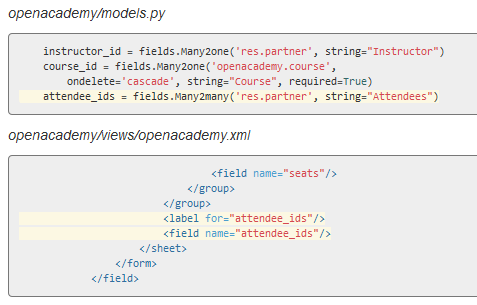 openacademy/models.py
instructor_id = fields.Many2one('res.partner', string="Instructor")
course_id = fields.Many2one('openacademy.course',
ondelete='cascade', string="Course", required=True)
attendee_ids = fields.Many2many('res.partner', string="Attendees")
openacademy/views/openacademy.xml
<field name="seats"/>
</group>
</group>
<label for="attendee_ids"/>
<field name="attendee_ids"/>
</sheet>
</form>
</field>